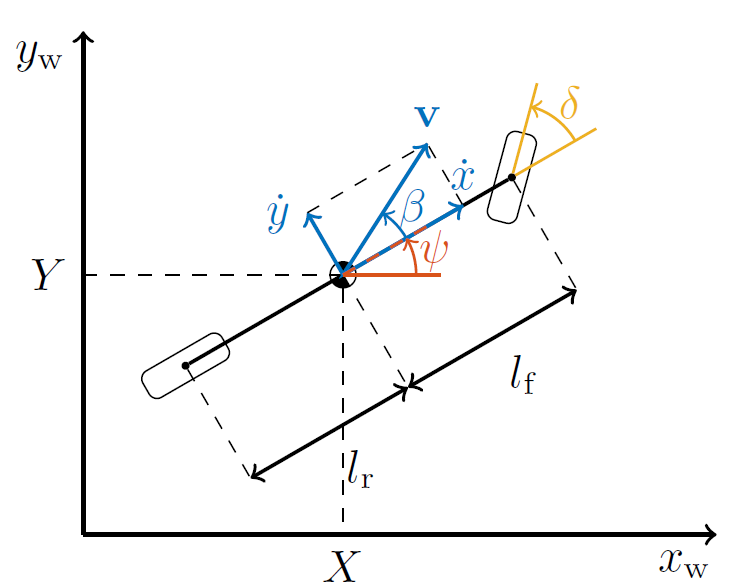 y_w
δ
v
ẋ
β
ẏ
ψ
Y
l_f
l_r
X
x_w